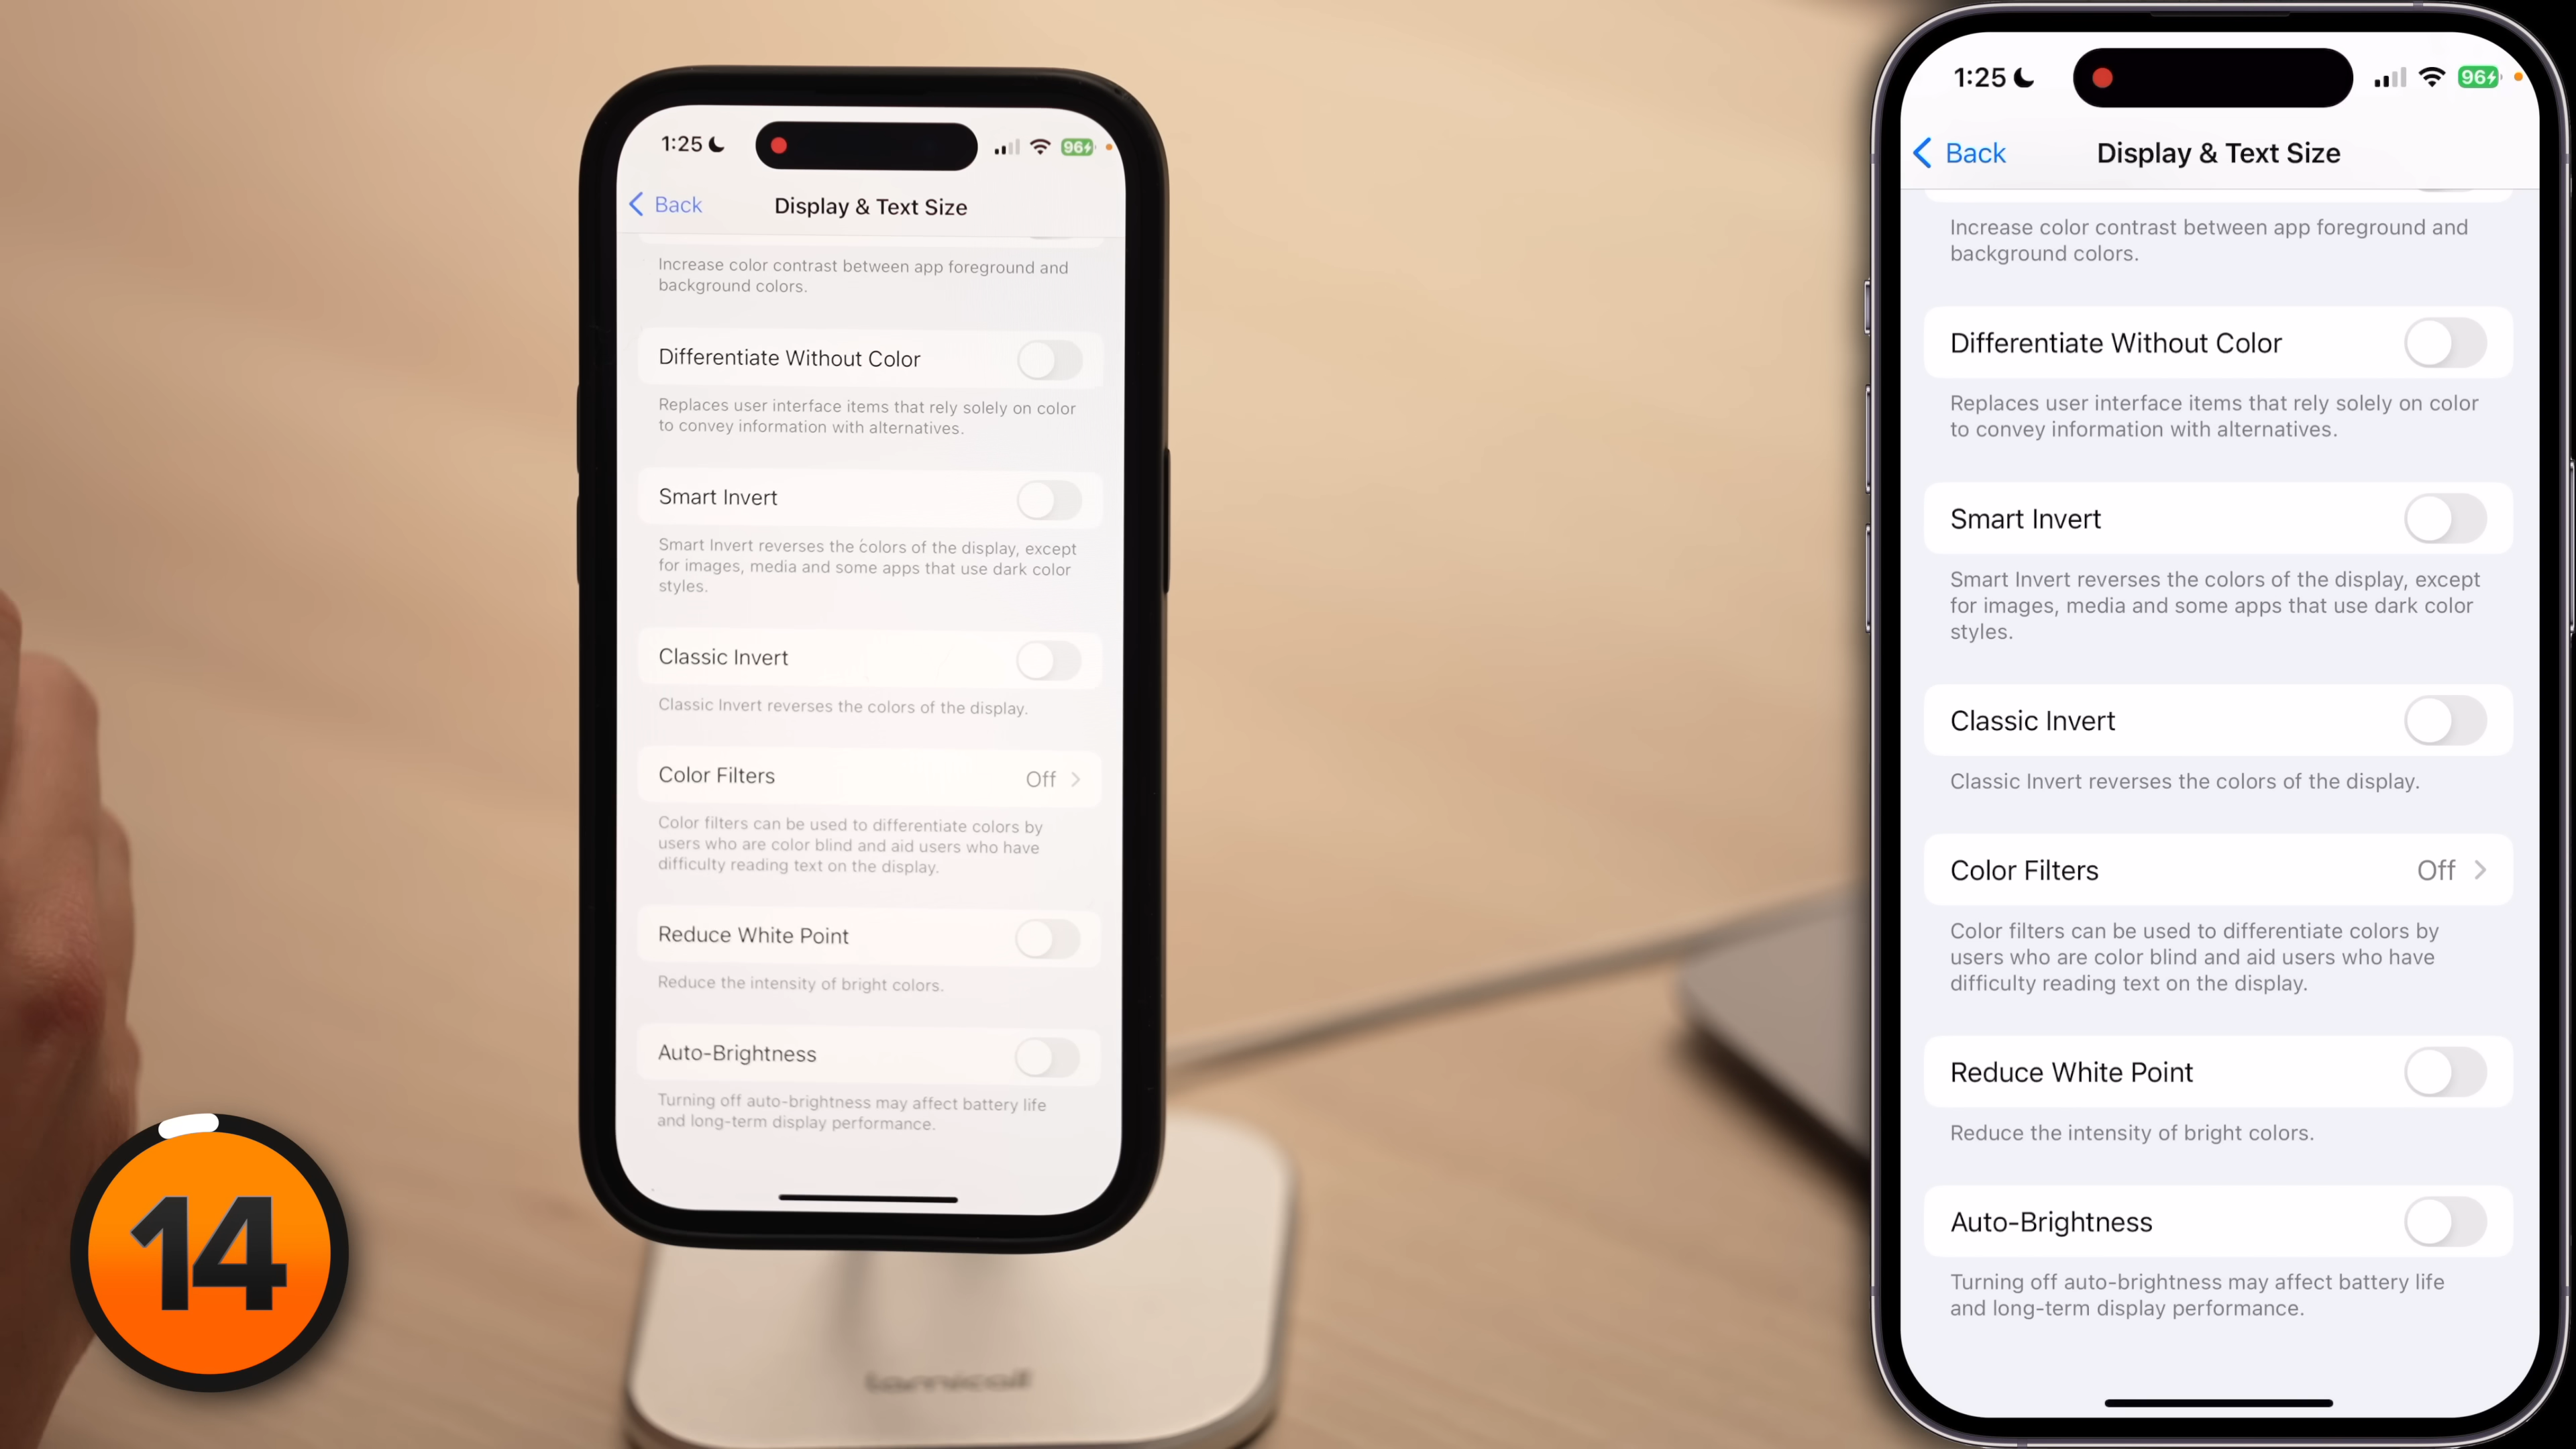 1:25
96
Back
Display & Text Size
Increase color contrast between app foreground and
background colors.
Differentiate Without Color
Replaces user interface items that rely solely on color
to convey information with alternatives.
Smart Invert
Smart Invert reverses the colors of the display, except
for images, media and some apps that use dark color
styles.
Classic Invert
Classic Invert reverses the colors of the display.
Color Filters Off
Color filters can be used to differentiate colors by
users who are color blind and aid users who have
difficulty reading text on the display.
Reduce White Point
Reduce the intensity of bright colors.
Auto-Brightness
Turning off auto-brightness may affect battery life
and long-term display performance.
14
1:25
96
Back
Display & Text Size
Increase color contrast between app foreground and
background colors.
Differentiate Without Color
Replaces user interface items that rely solely on color
to convey information with alternatives.
Smart Invert
Smart Invert reverses the colors of the display, except
for images, media and some apps that use dark color
styles.
Classic Invert
Classic Invert reverses the colors of the display.
Color Filters Off
Color filters can be used to differentiate colors by
users who are color blind and aid users who have
difficulty reading text on the display.
Reduce White Point
Reduce the intensity of bright colors.
Auto-Brightness
Turning off auto-brightness may affect battery life
and long-term display performance.